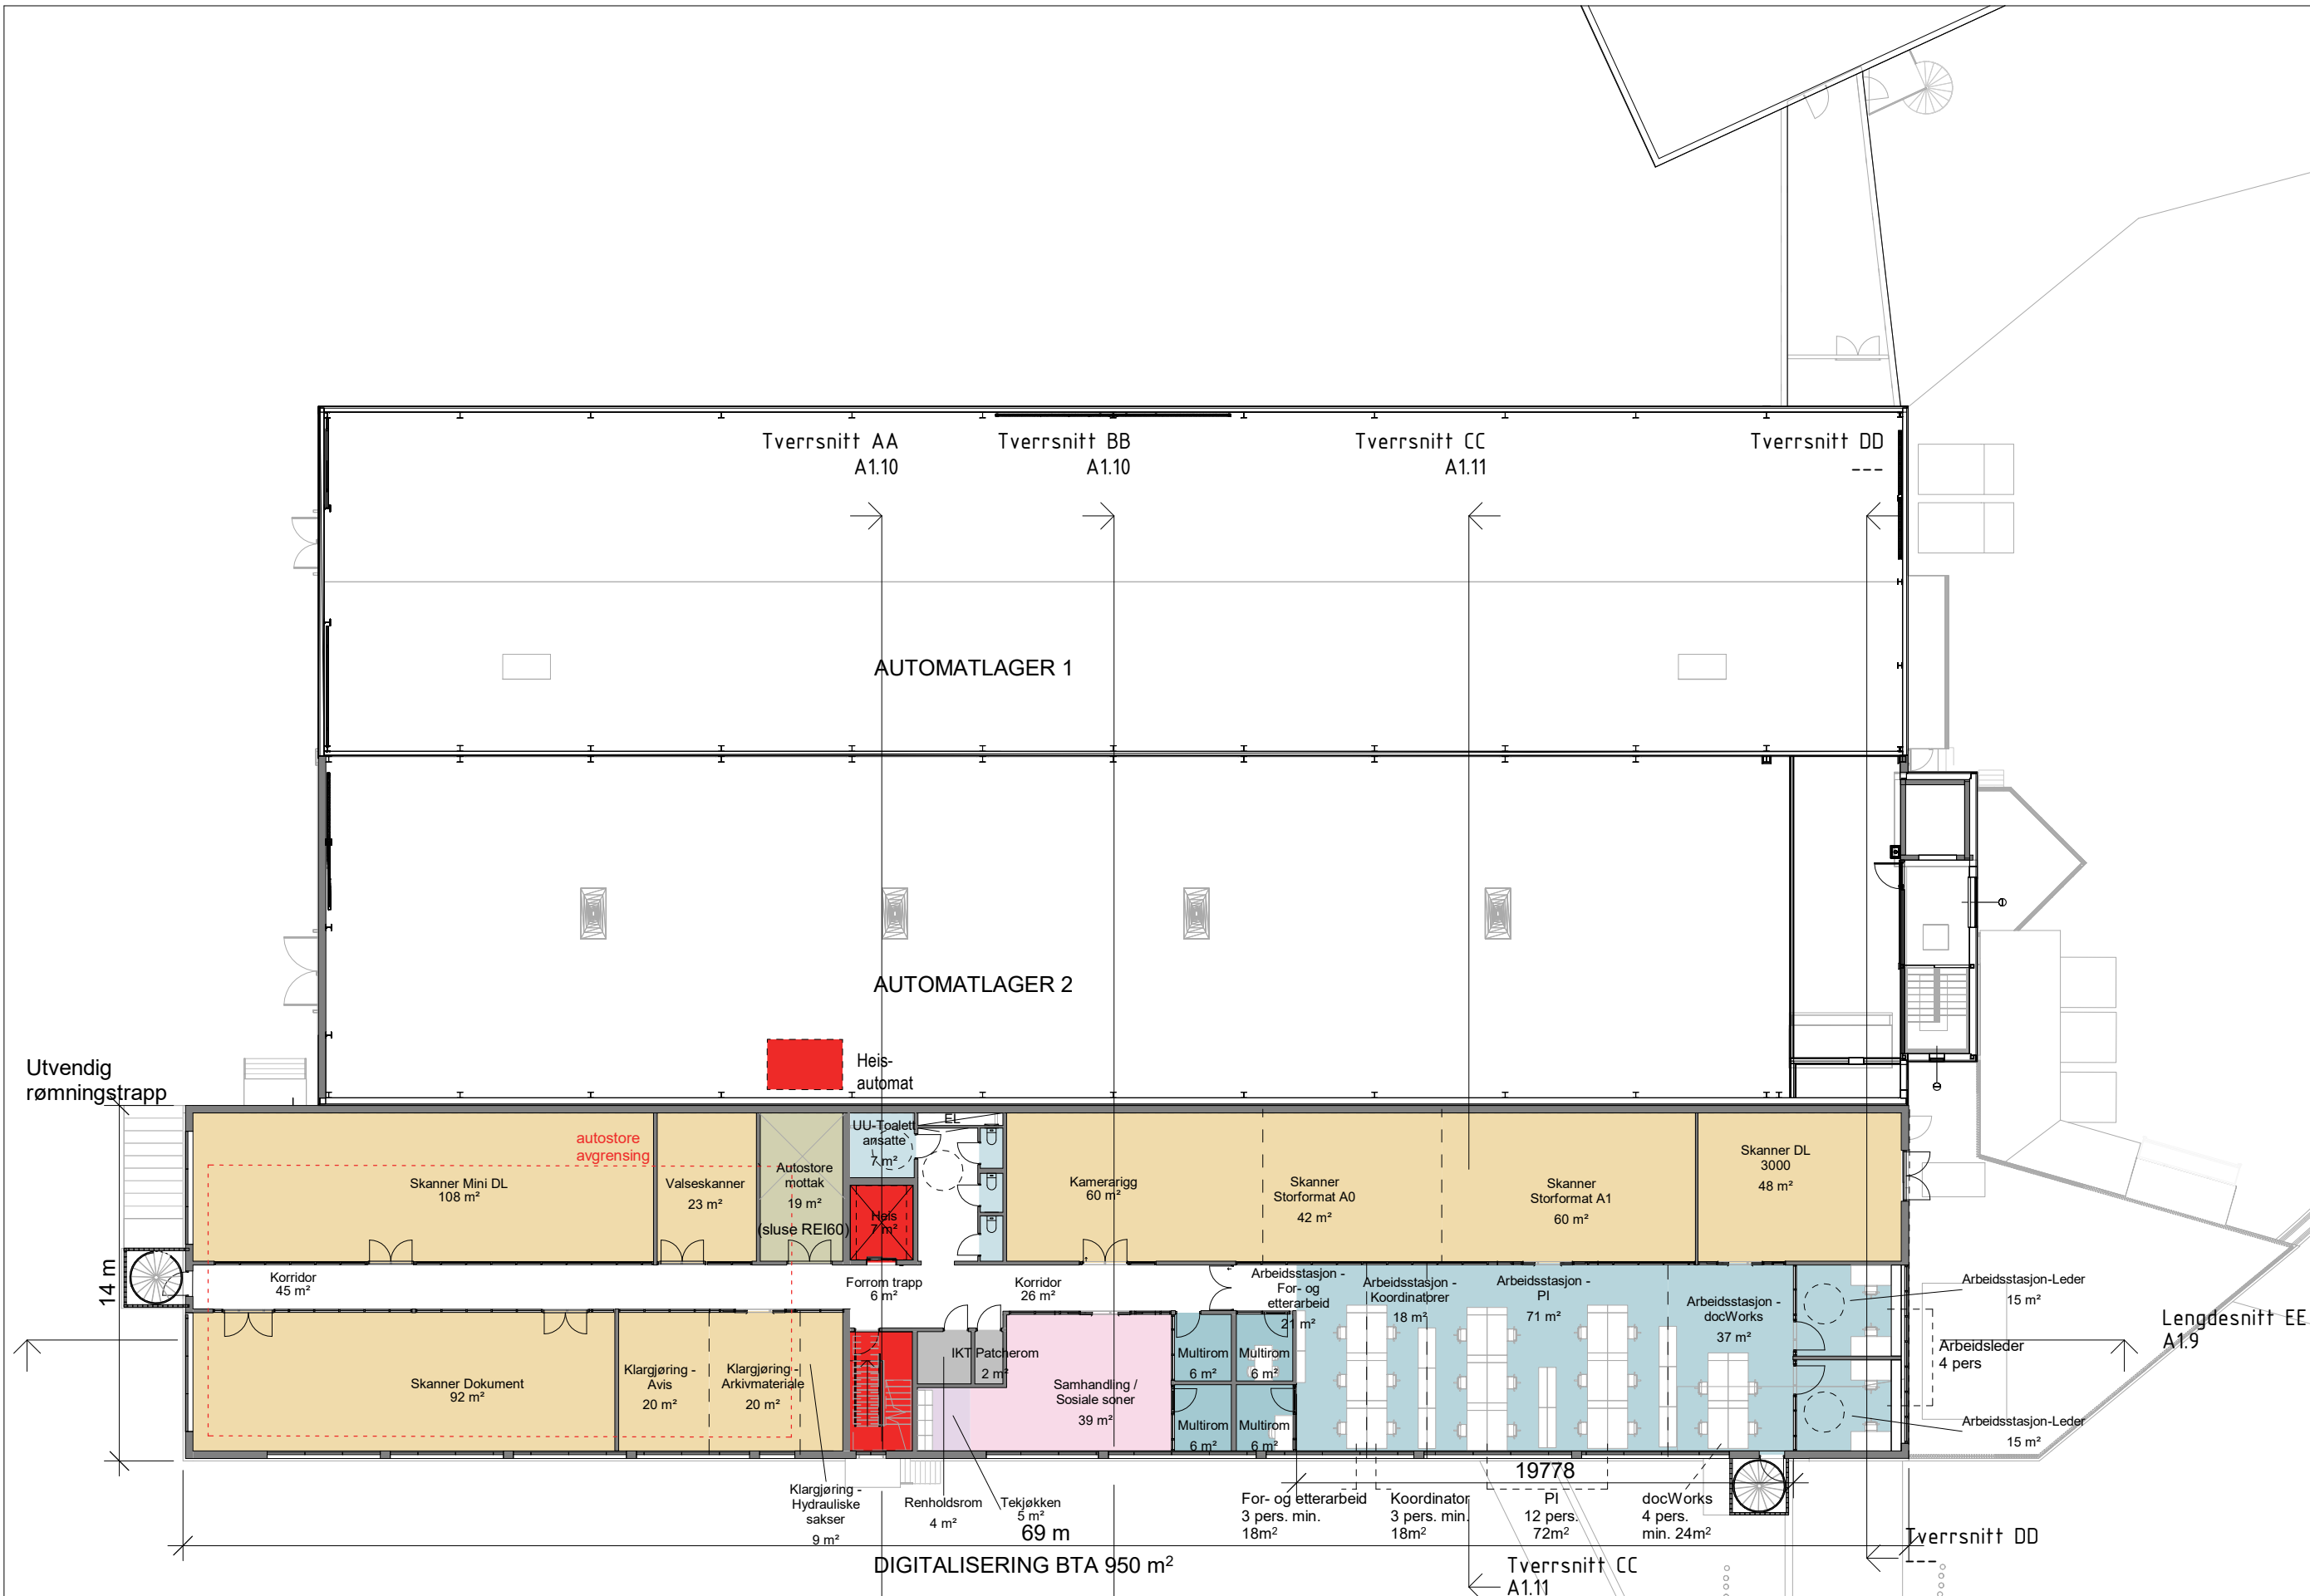 Tverrsnitt AA
A1.10
Tverrsnitt BB
A1.10
Tverrsnitt CC
A1.11
Tverrsnitt DD
---
AUTOMATLAGER 1
AUTOMATLAGER 2
Heis-
automat
Utvendig
rømningstrapp
14 m
autostore
avgrensing
Skanner Mini DL
108 m²
Valseskanner
23 m²
Autostore
mottak
19 m²
(sluse REI60)
UU-Toalett
ansatte
7 m²
EL
Heis
7 m²
Kamerarigg
60 m²
Skanner
Storformat A0
42 m²
Skanner
Storformat A1
60 m²
Skanner DL
3000
48 m²
Korridor
45 m²
Forrom trapp
6 m²
Korridor
26 m²
Arbeidsstasjon -
For- og
etterarbeid
21 m²
Arbeidsstasjon -
Koordinatorer
18 m²
Arbeidsstasjon -
PI
71 m²
Arbeidsstasjon -
docWorks
37 m²
Arbeidsstasjon-Leder
15 m²
Arbeidsleder
4 pers
Arbeidsstasjon-Leder
15 m²
Lengdesnitt EE
A1.9
Skanner Dokument
92 m²
Klargjøring -
Avis
20 m²
Klargjøring -
Arkivmateriale
20 m²
IKT Patcherom
2 m²
Samhandling /
Sosiale soner
39 m²
Multirom
6 m²
Multirom
6 m²
Multirom
6 m²
Multirom
6 m²
Klargjøring -
Hydrauliske
sakser
9 m²
Renholdsrom
4 m²
Tekjøkken
5 m²
19778
For- og etterarbeid
3 pers. min.
18m²
Koordinator
3 pers. min.
18m²
PI
12 pers.
72m²
docWorks
4 pers.
min. 24m²
69 m
DIGITALISERING BTA 950 m²
Tverrsnitt CC
A1.11
Tverrsnitt DD
---